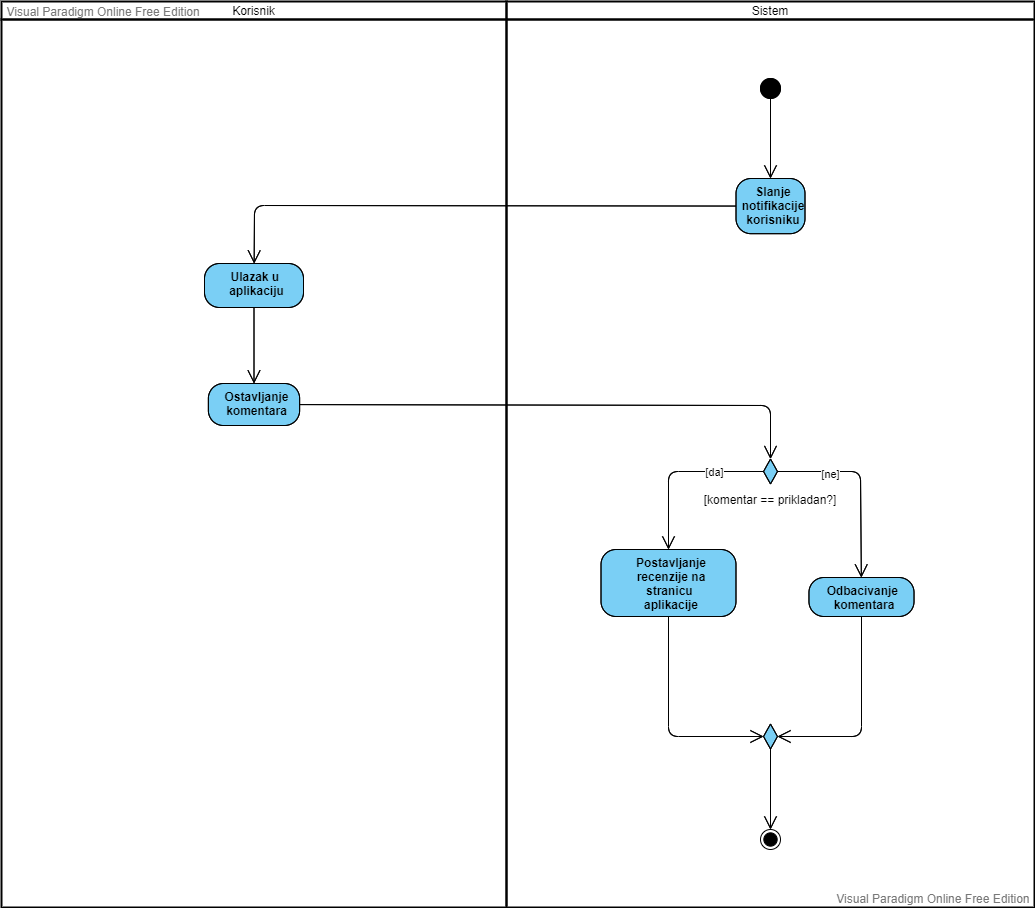 Visual Paradigm Online Free Edition
Korisnik
Sistem
Slanje
notifikacije
korisniku
Ulazak u
aplikaciju
Ostavljanje
komentara
[da]
[ne]
[komentar == prikladan?]
Postavljanje
recenzije na
stranicu
aplikacije
Odbacivanje
komentara
Visual Paradigm Online Free Edition